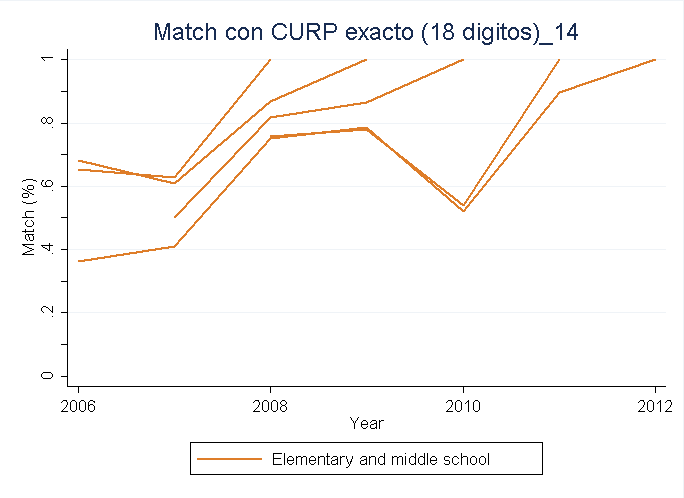 Match con CURP exacto (18 digitos)_14
Match (%)
1
.8
.6
.4
.2
0
2006 2008 2010 2012
Year
Elementary and middle school